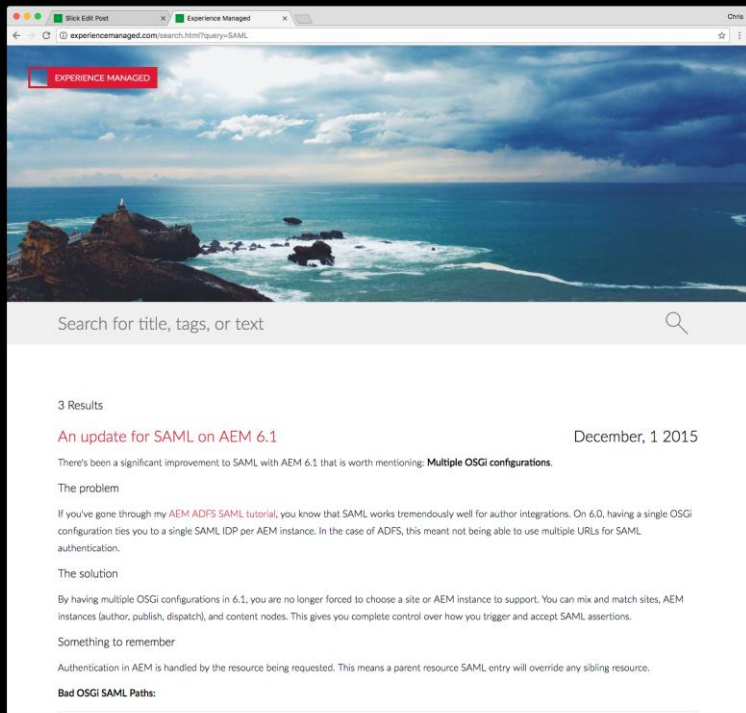 Slick Edit Post
Experience Managed
Chris
experiencemanaged.com/search.html?query=SAML
EXPERIENCE MANAGED
Search for title, tags, or text
3 Results
An update for SAML on AEM 6.1
December, 1 2015
There's been a significant improvement to SAML with AEM 6.1 that is worth mentioning: Multiple OSGi configurations.
The problem
If you've gone through my AEM ADFS SAML tutorial, you know that SAML works tremendously well for author integrations. On 6.0, having a single OSGi
configuration ties you to a single SAML IDP per AEM instance. In the case of ADFS, this meant not being able to use multiple URLs for SAML
authentication.
The solution
By having multiple OSGi configurations in 6.1, you are no longer forced to choose a site or AEM instance to support. You can mix and match sites, AEM
instances (author, publish, dispatch), and content nodes. This gives you complete control over how you trigger and accept SAML assertions.
Something to remember
Authentication in AEM is handled by the resource being requested. This means a parent resource SAML entry will override any sibling resource.
Bad OSGi SAML Paths: